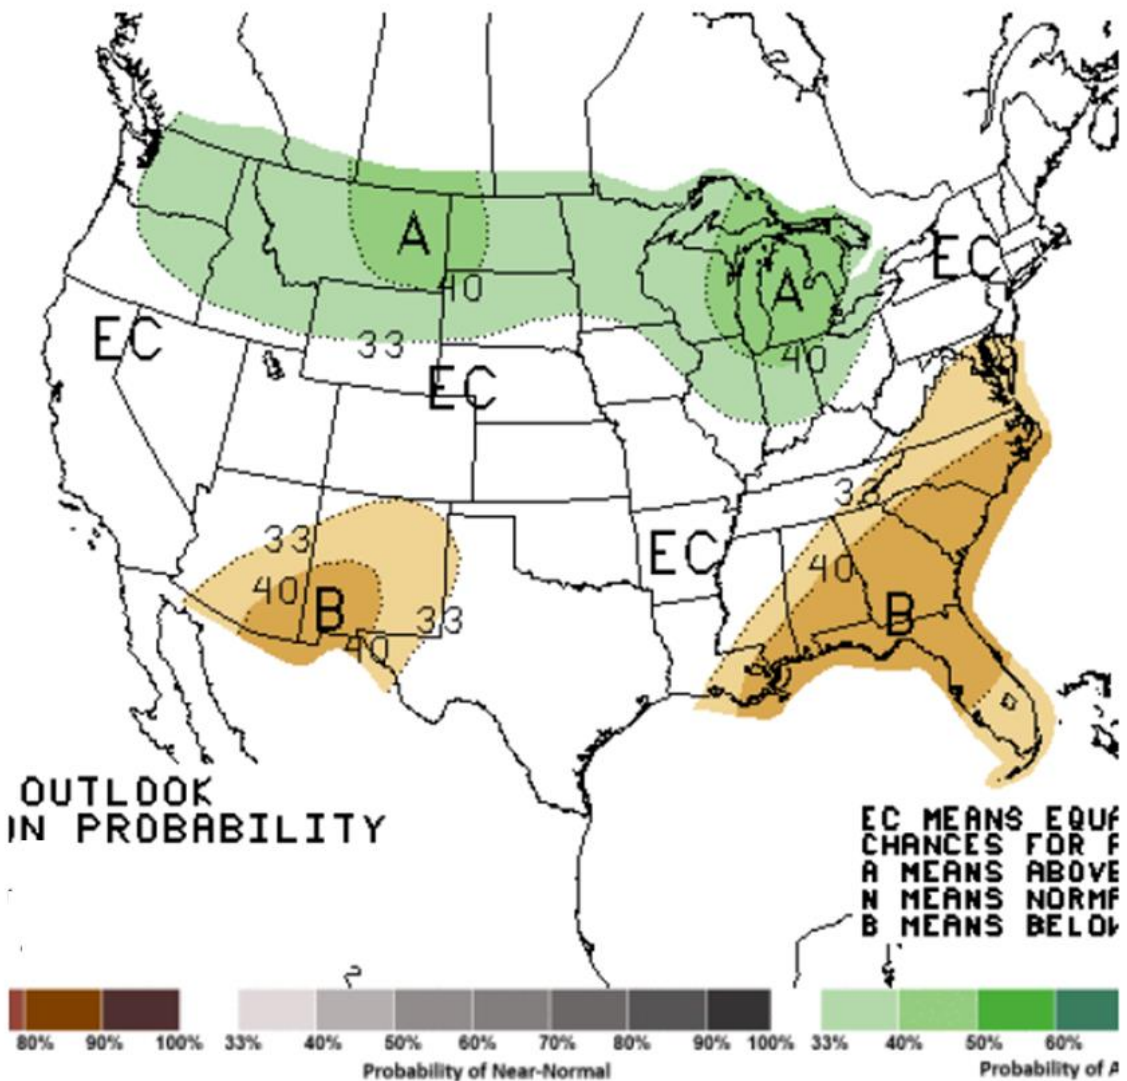 A
A
EC
40
EC
33
40
EC
33
33
EC
40
40
B
33
B
40
OUTLOOK
N PROBABILITY
EC MEANS EQUA
CHANCES FOR A
A MEANS ABOVE
N MEANS NORMA
B MEANS BELOW
80% 90% 100% 33% 40% 50% 60% 70% 80% 90% 100% 33% 40% 50% 60%
Probability of Near-Normal Probability of A